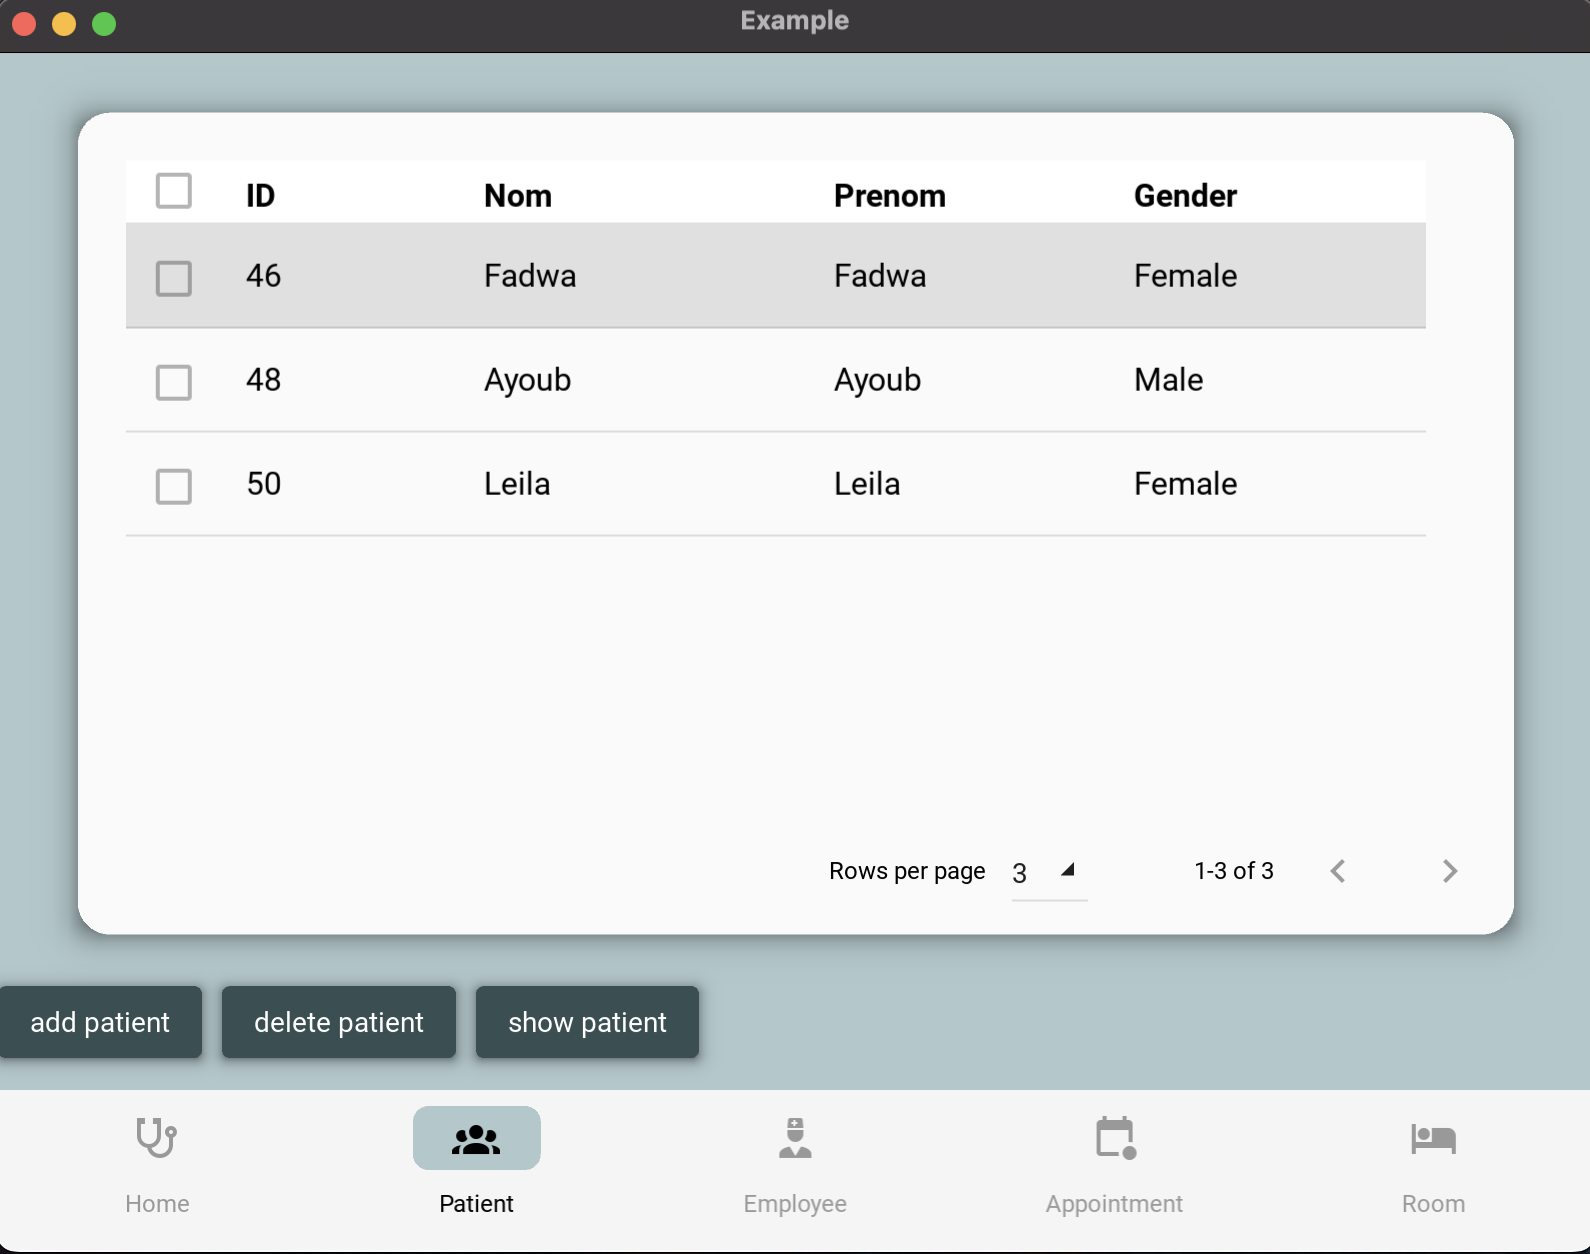 Example
ID Nom Prenom Gender
46 Fadwa Fadwa Female
48 Ayoub Ayoub Male
50 Leila Leila Female
Rows per page 3 1-3 of 3
add patient delete patient show patient
Home Patient Employee Appointment Room